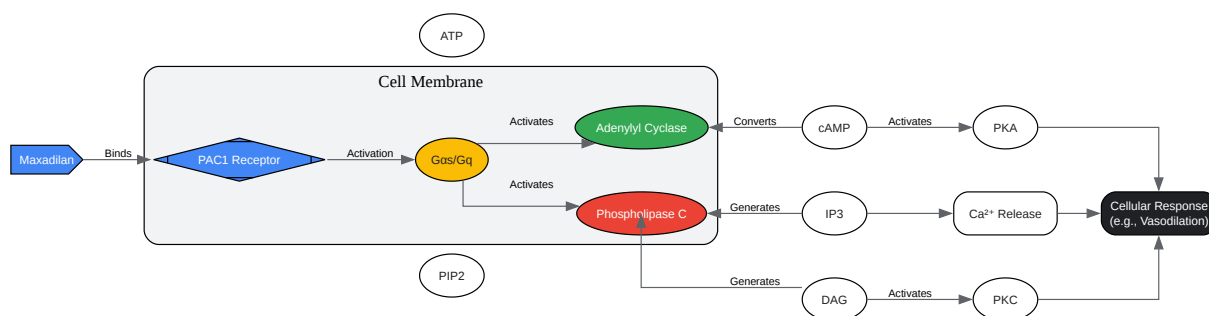 ATP
Cell Membrane
Maxadilan
Binds
PAC1 Receptor
Activation
Gαs/Gq
Activates
Adenylyl Cyclase
Converts
cAMP
Activates
PKA
Activates
Phospholipase C
Generates
IP3
Ca²⁺ Release
Cellular Response
(e.g., Vasodilation)
PIP2
Generates
DAG
Activates
PKC